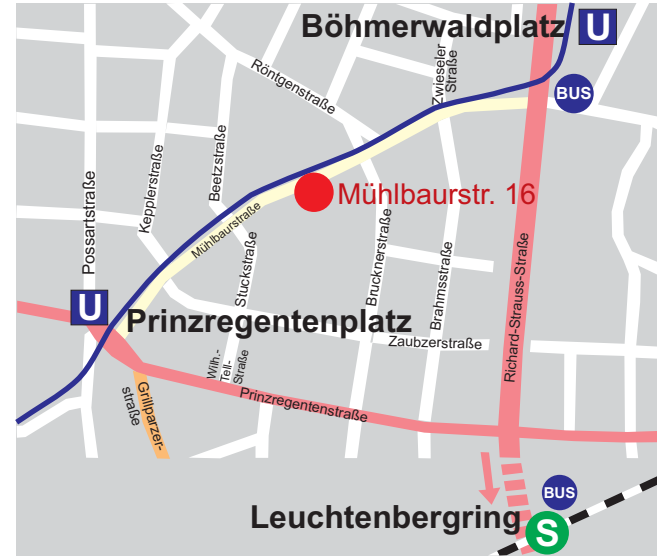 Böhmerwaldplatz U
BUS
Zwieseler
Straße
Röntgenstraße
Beetzstraße
Kepplerstraße
Possartstraße
Mühlbaurstraße
Mühlbaurstr. 16
Stuckstraße
Brucknerstraße
Brahmsstraße
Richard-Strauss-Straße
U
Prinzregentenplatz
Zaubzerstraße
Wilh.-
Tell-
Straße
Prinzregentenstraße
Grillparzer-
straße
BUS
Leuchtenbergring
S